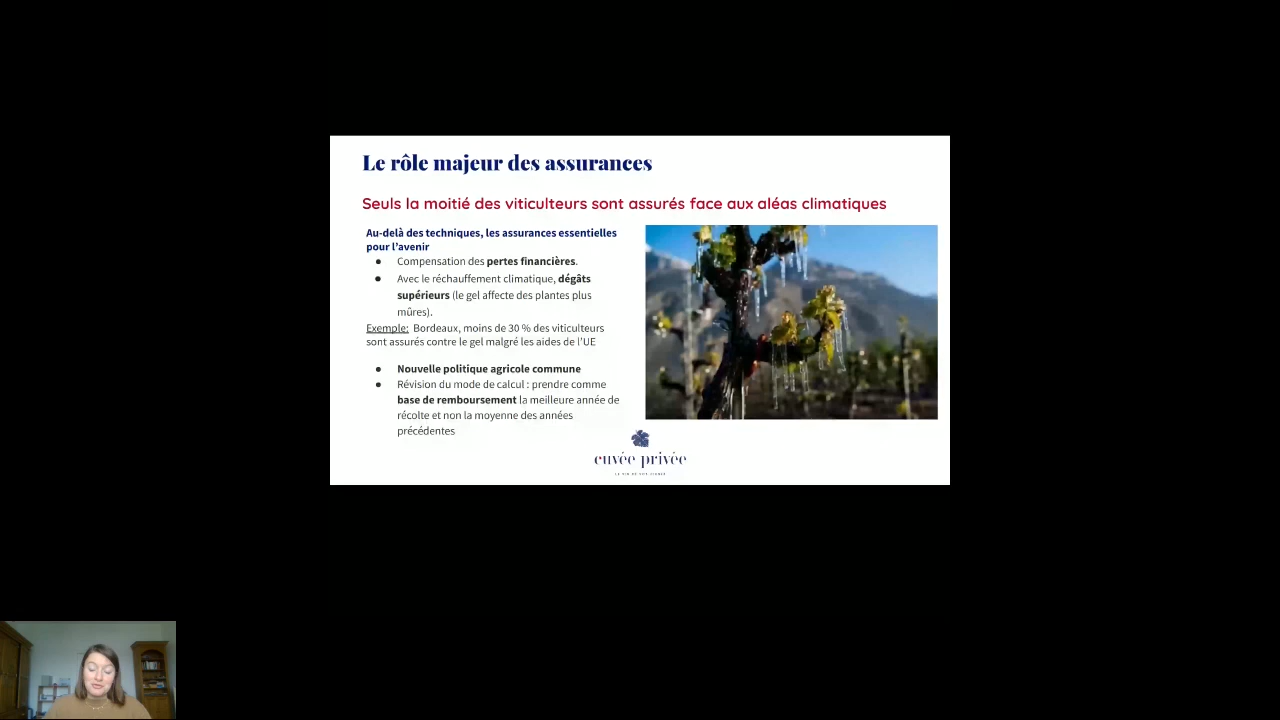 Le rôle majeur des assurances
Seuls la moitié des viticulteurs sont assurés face aux aléas climatiques
Au-delà des techniques, les assurances essentielles
pour l'avenir
● Compensation des pertes financières.
● Avec le réchauffement climatique, dégâts
supérieurs (le gel affecte des plantes plus
mûres).
Exemple: Bordeaux, moins de 30 % des viticulteurs
sont assurés contre le gel malgré les aides de l'UE
● Nouvelle politique agricole commune
● Révision du mode de calcul : prendre comme
base de remboursement la meilleure année de
récolte et non la moyenne des années
précédentes
cuvée privée